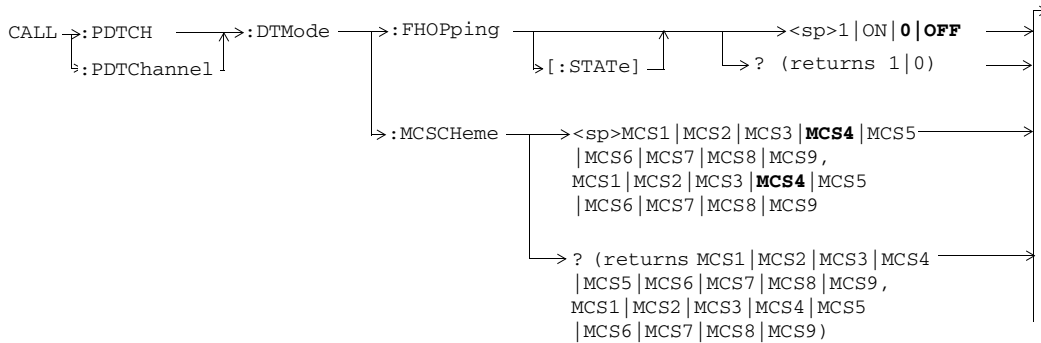 CALL :PDTCH :DTMode :FHOPping <sp>1|ON|0|OFF
:PDTChannel [:STATe] ? (returns 1|0)
:MCSCHeme <sp>MCS1|MCS2|MCS3|MCS4|MCS5
|MCS6|MCS7|MCS8|MCS9,
MCS1|MCS2|MCS3|MCS4|MCS5
|MCS6|MCS7|MCS8|MCS9
? (returns MCS1|MCS2|MCS3|MCS4
|MCS5|MCS6|MCS7|MCS8|MCS9,
MCS1|MCS2|MCS3|MCS4|MCS5
|MCS6|MCS7|MCS8|MCS9)